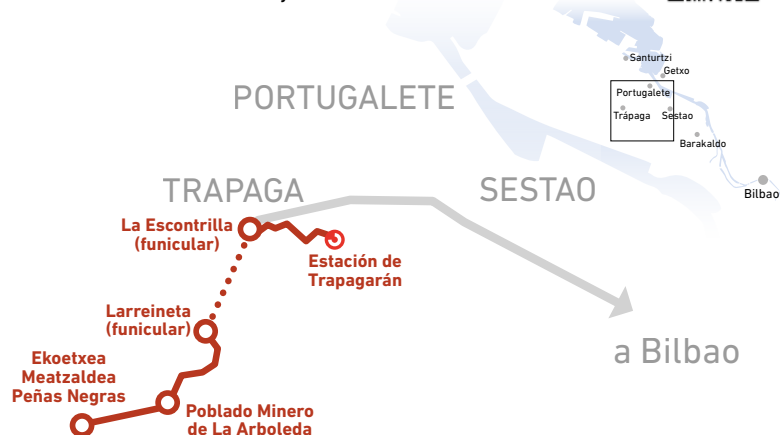 Santurtzi
Getxo
Portugalete
Trápaga
Sestao
Barakaldo
Bilbao
PORTUGALETE
TRAPAGA
SESTAO
La Escontrilla
(funicular)
Estación de
Trapagarán
Larreineta
(funicular)
a Bilbao
Ekoetxea
Meatzaldea
Peñas Negras
Poblado Minero
de La Arboleda